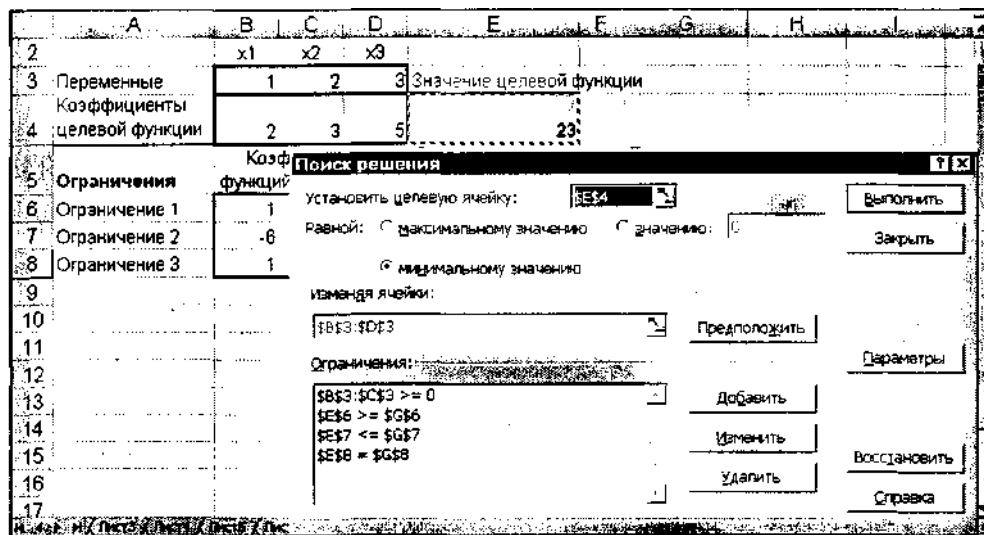 A B C D E F G H I
2 x1 x2 x3
3 Переменные 1 2 3 Значение целевой функции
Коэффициенты
4 целевой функции 2 3 5 23
Коэф
5 Ограничения функций
6 Ограничение 1 1
7 Ограничение 2 -6
8 Ограничение 3 1
9
10
11
12
13
14
15
16
17
Поиск решения
Установить целевую ячейку: $E$4 Выполнить
Равной: максимальному значению значению: 0 Закрыть
минимальному значению
Изменяя ячейки:
$B$3:$D$3 Предположить
Параметры
Ограничения:
$B$3:$C$3 >= 0 Добавить
$E$6 >= $G$6
$E$7 <= $G$7 Изменить
$E$8 = $G$8 Восстановить
Удалить
Справка